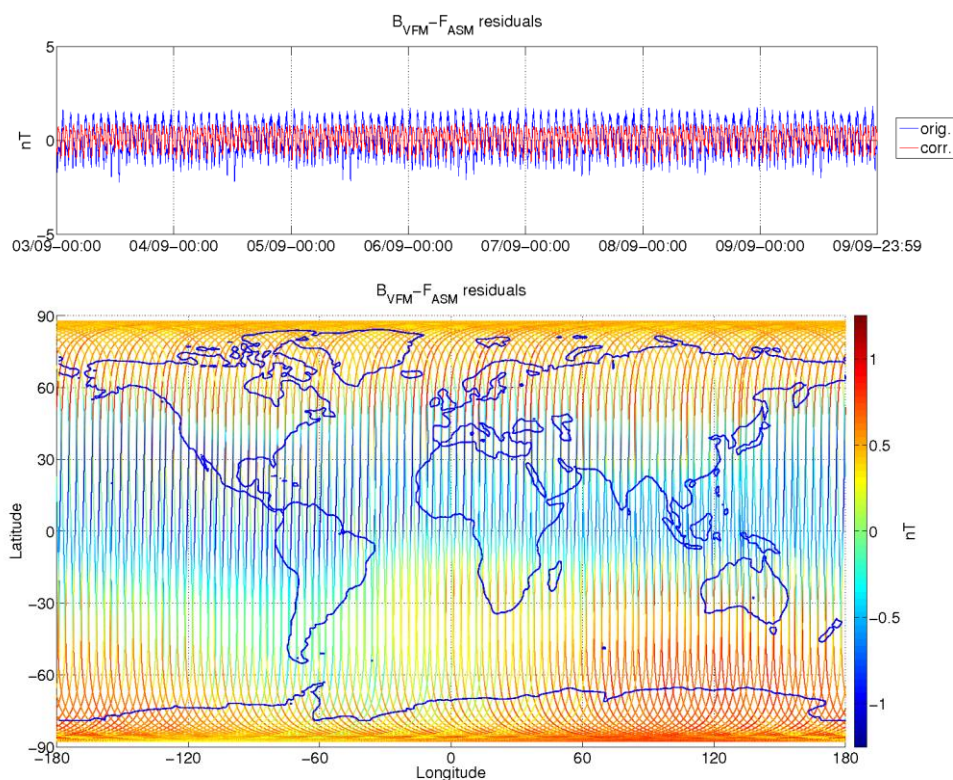 B_VFM–F_ASM residuals
5
0
−5
nT
03/09−00:00 04/09−00:00 05/09−00:00 06/09−00:00 07/09−00:00 08/09−00:00 09/09−00:00 09/09−23:59
orig.
corr.
B_VFM–F_ASM residuals
90
60
30
0
−30
−60
−90
Latitude
−180 −120 −60 0 60 120 180
Longitude
1
0.5
0
−0.5
−1
nT